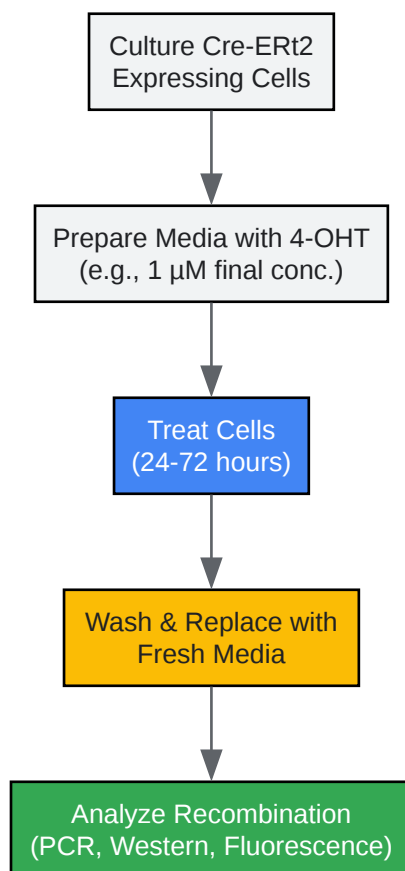 Culture Cre-ERt2
Expressing Cells
Prepare Media with 4-OHT
(e.g., 1 µM final conc.)
Treat Cells
(24-72 hours)
Wash & Replace with
Fresh Media
Analyze Recombination
(PCR, Western, Fluorescence)